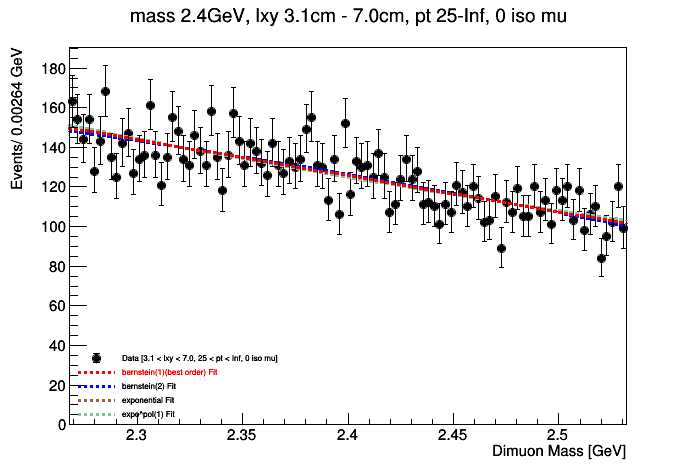 mass 2.4GeV, lxy 3.1cm - 7.0cm, pt 25-Inf, 0 iso mu
Events/ 0.00264 GeV
180
160
140
120
100
80
60
40
20
0
Data [3.1 < lxy < 7.0, 25 < pt < Inf, 0 iso mu]
bernstein(1)(best order) Fit
bernstein(2) Fit
exponential Fit
expo*pol(1) Fit
2.3 2.35 2.4 2.45 2.5
Dimuon Mass [GeV]